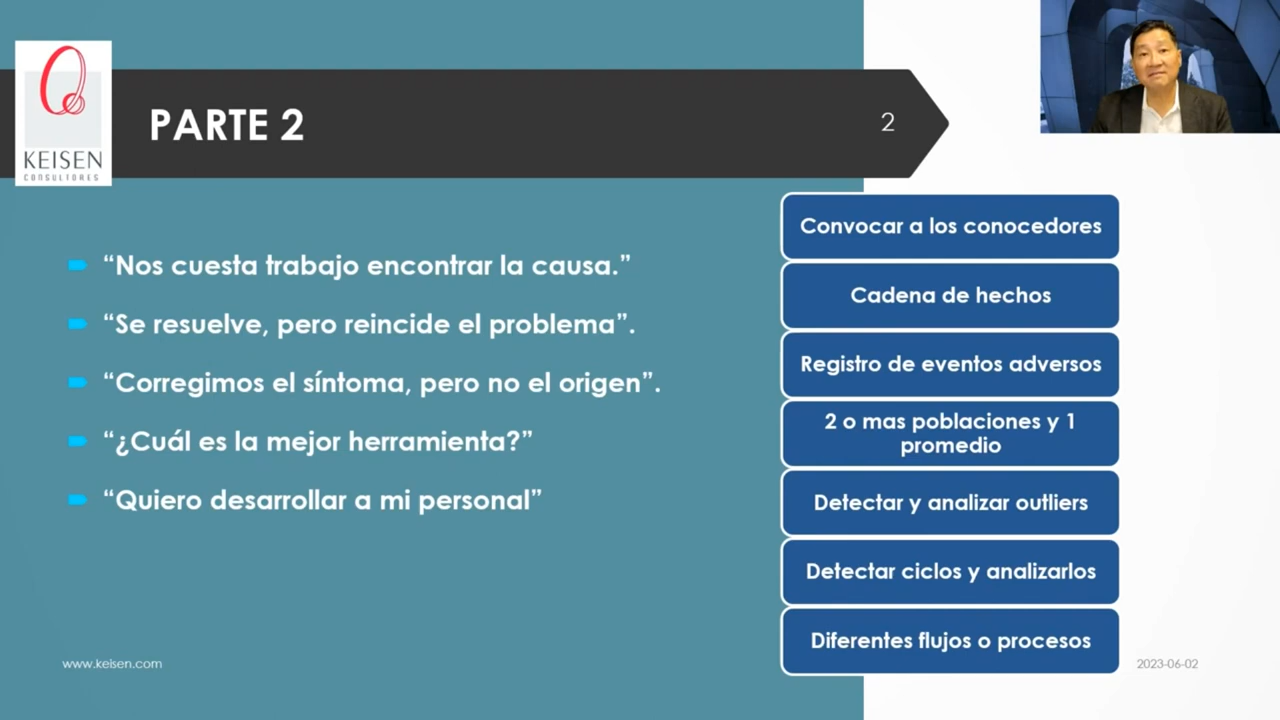 KEISEN
CONSULTORES
PARTE 2
2
“Nos cuesta trabajo encontrar la causa.”
“Se resuelve, pero reincide el problema”.
“Corregimos el síntoma, pero no el origen”.
“¿Cuál es la mejor herramienta?”
“Quiero desarrollar a mi personal”
Convocar a los conocedores
Cadena de hechos
Registro de eventos adversos
2 o mas poblaciones y 1
promedio
Detectar y analizar outliers
Detectar ciclos y analizarlos
Diferentes flujos o procesos
www.keisen.com
2023-06-02